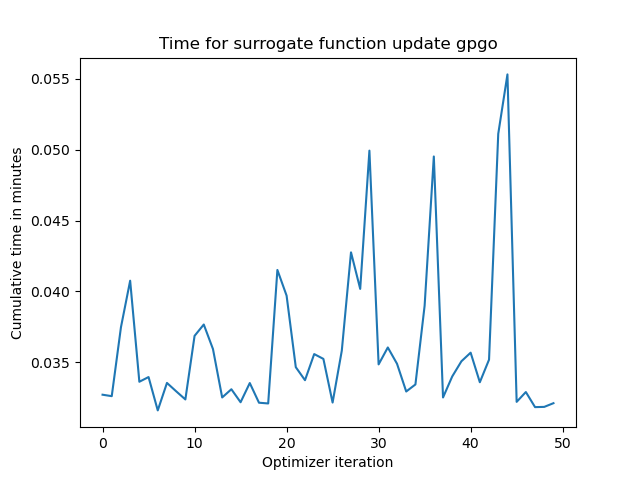 Time for surrogate function update gpgo
Cumulative time in minutes
0.055
0.050
0.045
0.040
0.035
0 10 20 30 40 50
Optimizer iteration